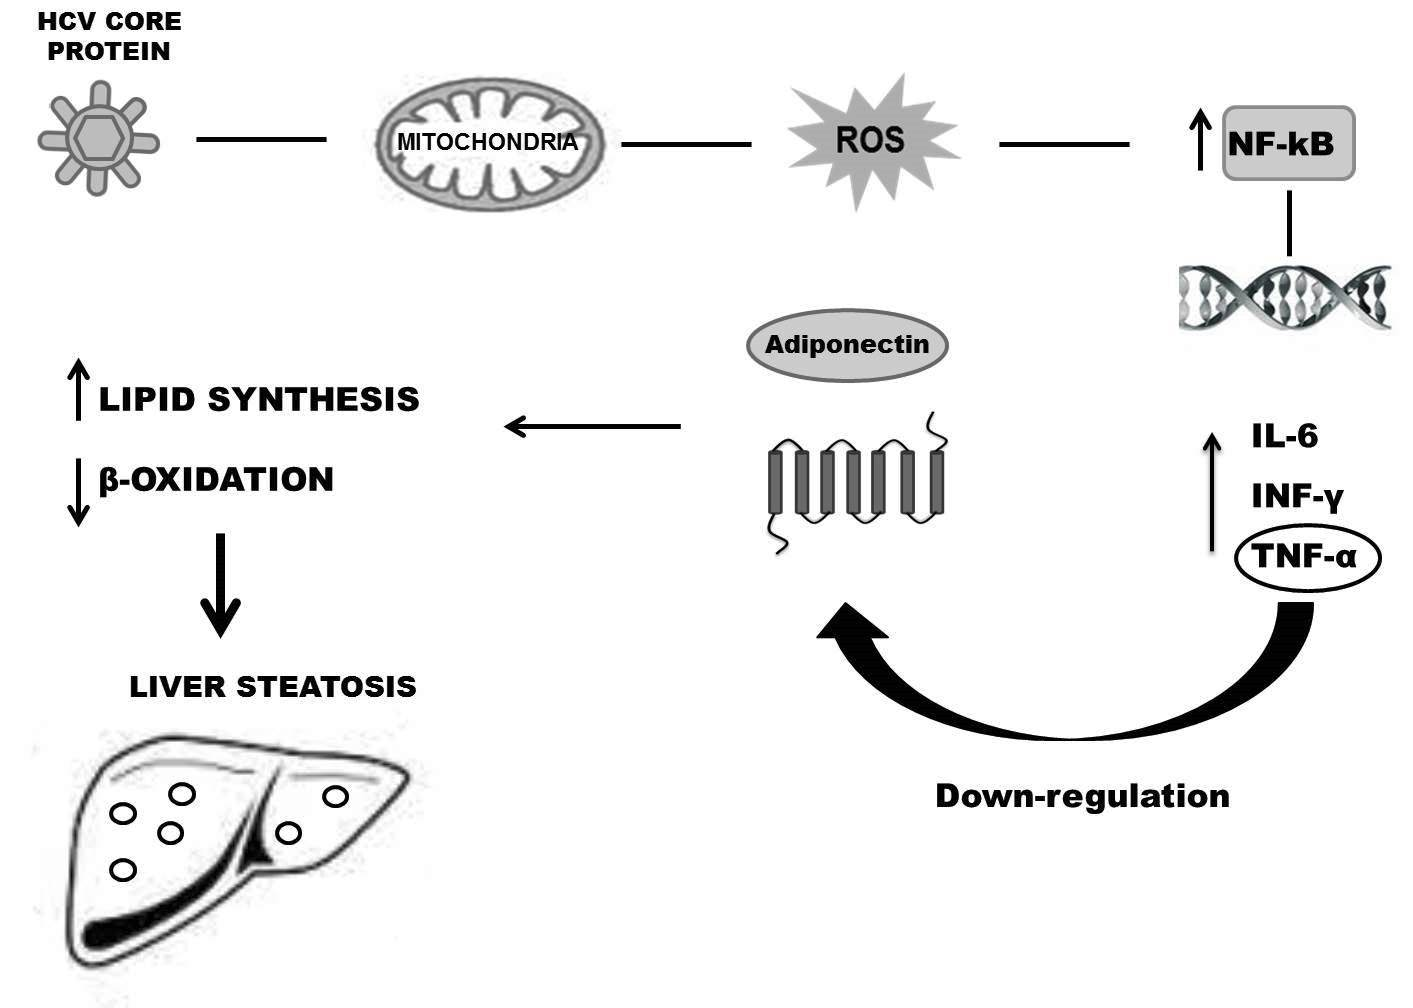 HCV CORE
PROTEIN
MITOCHONDRIA
ROS
NF-kB
Adiponectin
LIPID SYNTHESIS
β-OXIDATION
IL-6
INF-γ
TNF-α
LIVER STEATOSIS
Down-regulation